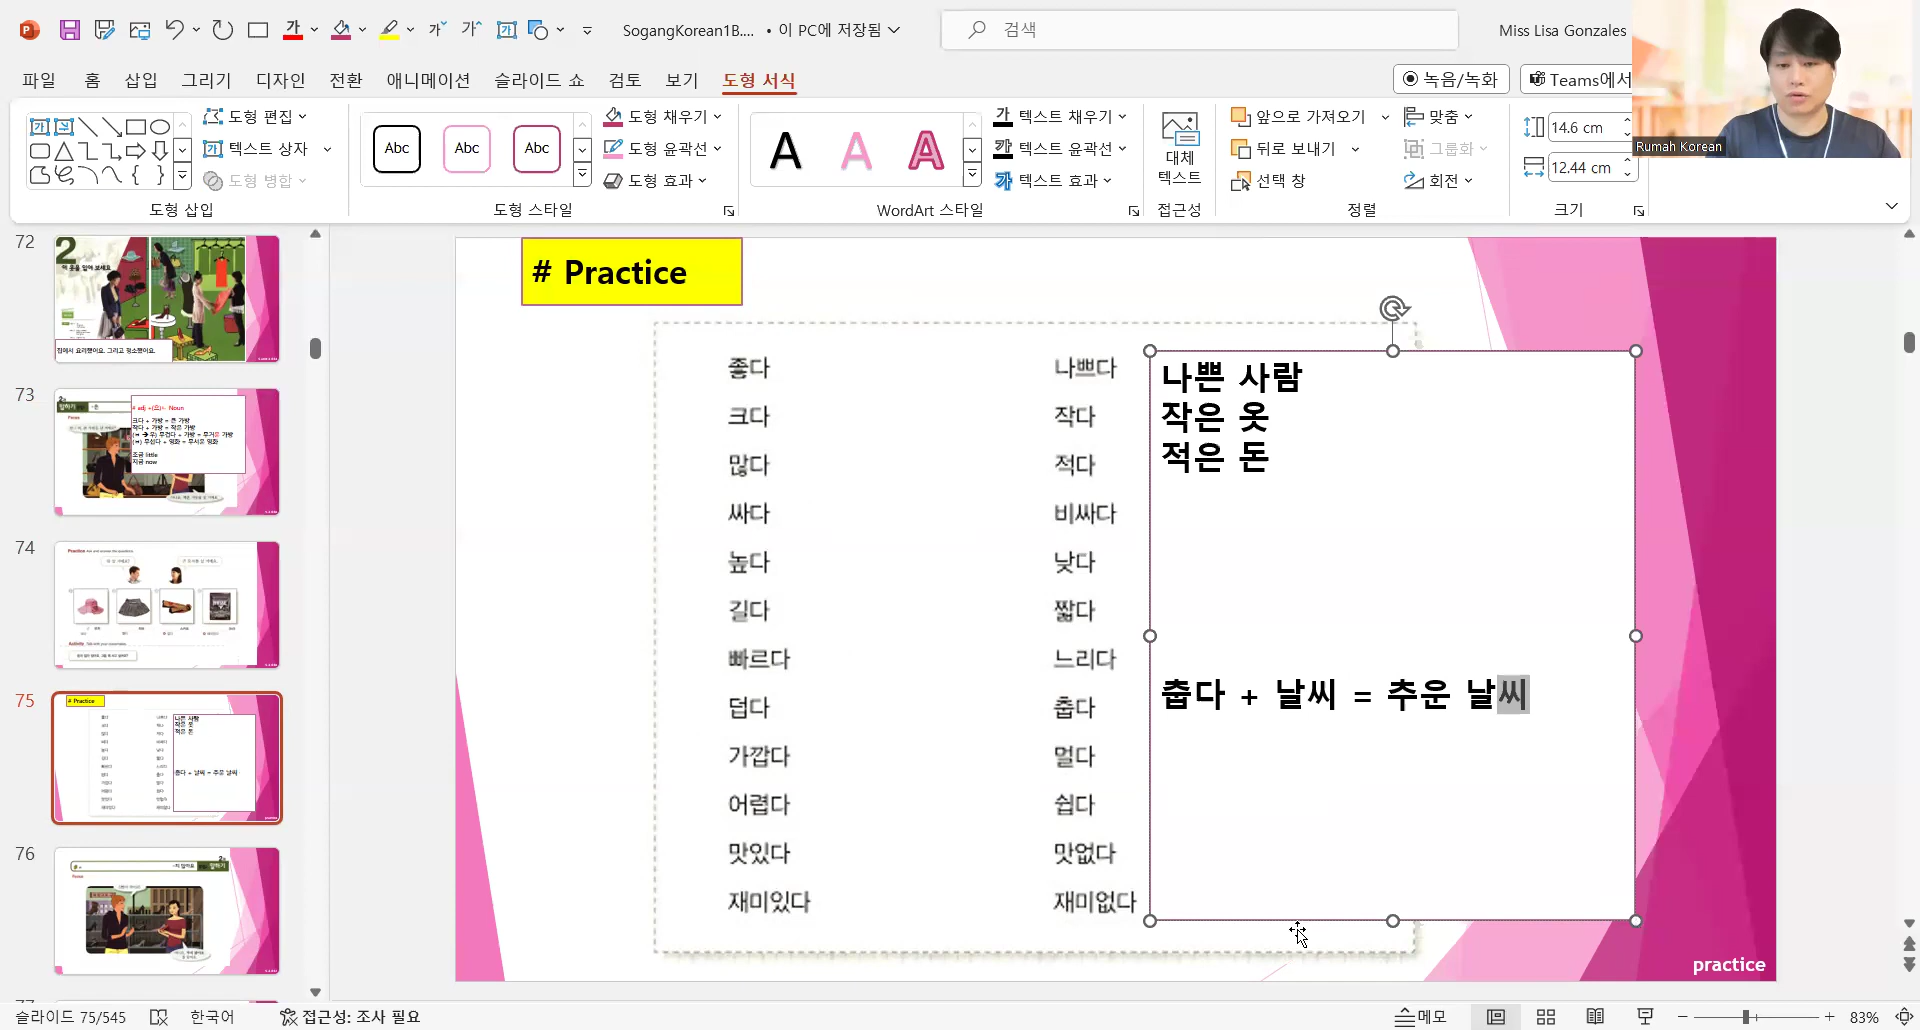 SogangKorean1B.... • 이 PC에 저장됨
검색
Miss Lisa Gonzales
파일 홈 삽입 그리기 디자인 전환 애니메이션 슬라이드 쇼 검토 보기 도형 서식
녹음/녹화
Teams에서
도형 편집
텍스트 상자
도형 병합
도형 삽입
Abc Abc Abc
도형 채우기
도형 윤곽선
도형 효과
도형 스타일
A A A
텍스트 채우기
텍스트 윤곽선
텍스트 효과
WordArt 스타일
대체
텍스트
접근성
앞으로 가져오기
뒤로 보내기
선택 창
맞춤
그룹화
회전
정렬
14.6 cm
12.44 cm
크기
Rumah Korean
72
73
74
75
76
# Practice
좋다 나쁘다
크다 작다
많다 적다
싸다 비싸다
높다 낮다
길다 짧다
빠르다 느리다
덥다 춥다
가깝다 멀다
어렵다 쉽다
맛있다 맛없다
재미있다 재미없다
나쁜 사람
작은 옷
적은 돈
춥다 + 날씨 = 추운 날씨
practice
슬라이드 75/545
한국어
접근성: 조사 필요
메모
83%